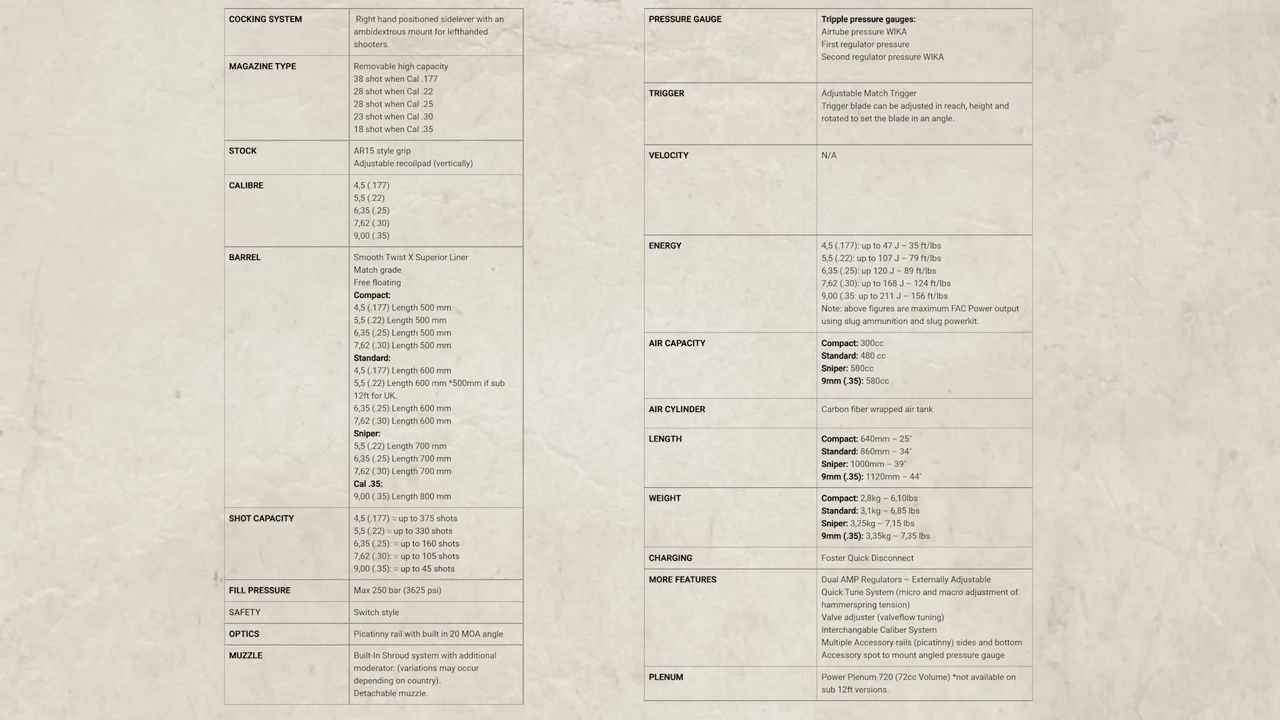 COCKING SYSTEM
Right hand positioned sidelever with an
ambidextrous mount for lefthanded
shooters.
MAGAZINE TYPE
Removable high capacity
38 shot when Cal .177
28 shot when Cal .22
28 shot when Cal .25
23 shot when Cal .30
18 shot when Cal .35
STOCK
AR15 style grip
Adjustable recoilpad (vertically)
CALIBRE
4,5 (.177)
5,5 (.22)
6,35 (.25)
7,62 (.30)
9,00 (.35)
BARREL
Smooth Twist X Superior Liner
Match grade
Free floating
Compact:
4,5 (.177) Length 500 mm
5,5 (.22) Length 500 mm
6,35 (.25) Length 500 mm
7,62 (.30) Length 500 mm
Standard:
4,5 (.177) Length 600 mm
5,5 (.22) Length 600 mm *500mm if sub
12ft for UK.
6,35 (.25) Length 600 mm
7,62 (.30) Length 600 mm
Sniper:
5,5 (.22) Length 700 mm
6,35 (.25) Length 700 mm
7,62 (.30) Length 700 mm
Cal .35:
9,00 (.35) Length 800 mm
SHOT CAPACITY
4,5 (.177) ≈ up to 375 shots
5,5 (.22) ≈ up to 330 shots
6,35 (.25): ≈ up to 160 shots
7,62 (.30): ≈ up to 105 shots
9,00 (.35): ≈ up to 45 shots
FILL PRESSURE
Max 250 bar (3625 psi)
SAFETY
Switch style
OPTICS
Picatinny rail with built in 20 MOA angle
MUZZLE
Built-In Shroud system with additional
moderator. (variations may occur
depending on country).
Detachable muzzle.
PRESSURE GAUGE
Tripple pressure gauges:
Airtube pressure WIKA
First regulator pressure
Second regulator pressure WIKA
TRIGGER
Adjustable Match Trigger
Trigger blade can be adjusted in reach, height and
rotated to set the blade in an angle.
VELOCITY
N/A
ENERGY
4,5 (.177): up to 47 J – 35 ft/lbs
5,5 (.22): up to 107 J – 79 ft/lbs
6,35 (.25): up 120 J – 89 ft/lbs
7,62 (.30): up to 168 J – 124 ft/lbs
9,00 (.35: up to 211 J – 156 ft/lbs
Note: above figures are maximum FAC Power output
using slug ammunition and slug powerkit.
AIR CAPACITY
Compact: 300cc
Standard: 480 cc
Sniper: 580cc
9mm (.35): 580cc
AIR CYLINDER
Carbon fiber wrapped air tank
LENGTH
Compact: 640mm – 25″
Standard: 860mm – 34″
Sniper: 1000mm – 39″
9mm (.35): 1120mm – 44″
WEIGHT
Compact: 2,8kg – 6,10lbs
Standard: 3,1kg – 6,85 lbs
Sniper: 3,25kg – 7,15 lbs
9mm (.35): 3,35kg – 7,35 lbs
CHARGING
Foster Quick Disconnect
MORE FEATURES
Dual AMP Regulators – Externally Adjustable
Quick Tune System (micro and macro adjustment of
hammerspring tension)
Valve adjuster (valveflow tuning)
Interchangable Caliber System
Multiple Accessory rails (picatinny) sides and bottom
Accessory spot to mount angled pressure gauge
PLENUM
Power Plenum 720 (72cc Volume) *not available on
sub 12ft versions.